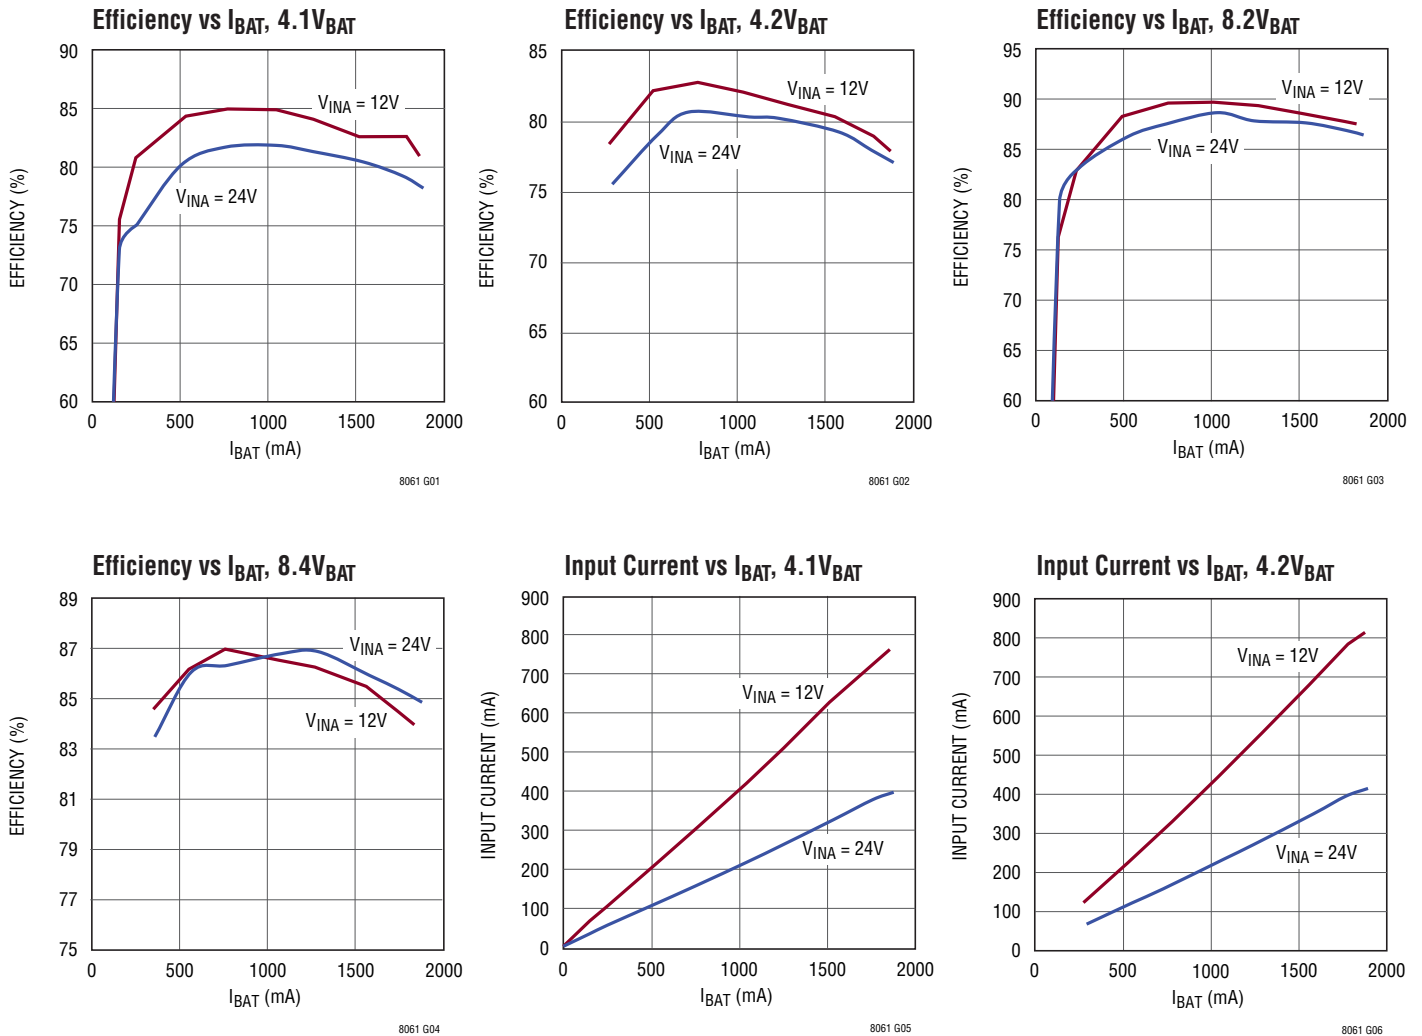 Efficiency vs IBAT, 4.1VBAT
90
85
80
75
70
65
60
EFFICIENCY (%)
VINA = 12V
VINA = 24V
0 500 1000 1500 2000
IBAT (mA)
8061 G01
Efficiency vs IBAT, 4.2VBAT
85
80
75
70
65
60
EFFICIENCY (%)
VINA = 12V
VINA = 24V
0 500 1000 1500 2000
IBAT (mA)
8061 G02
Efficiency vs IBAT, 8.2VBAT
95
90
85
80
75
70
65
60
EFFICIENCY (%)
VINA = 12V
VINA = 24V
0 500 1000 1500 2000
IBAT (mA)
8061 G03
Efficiency vs IBAT, 8.4VBAT
89
87
85
83
81
79
77
75
EFFICIENCY (%)
VINA = 24V
VINA = 12V
0 500 1000 1500 2000
IBAT (mA)
8061 G04
Input Current vs IBAT, 4.1VBAT
900
800
700
600
500
400
300
200
100
0
INPUT CURRENT (mA)
VINA = 12V
VINA = 24V
0 500 1000 1500 2000
IBAT (mA)
8061 G05
Input Current vs IBAT, 4.2VBAT
900
800
700
600
500
400
300
200
100
0
INPUT CURRENT (mA)
VINA = 12V
VINA = 24V
0 500 1000 1500 2000
IBAT (mA)
8061 G06